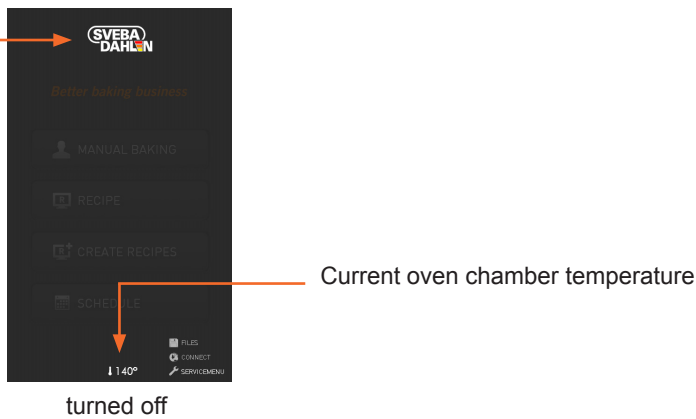 SVEBA
DAHLEN
Better baking business
MANUAL BAKING
RECIPE
CREATE RECIPES
SCHEDULE
Current oven chamber temperature
FILES
CONNECT
140° SERVICEMENU
turned off